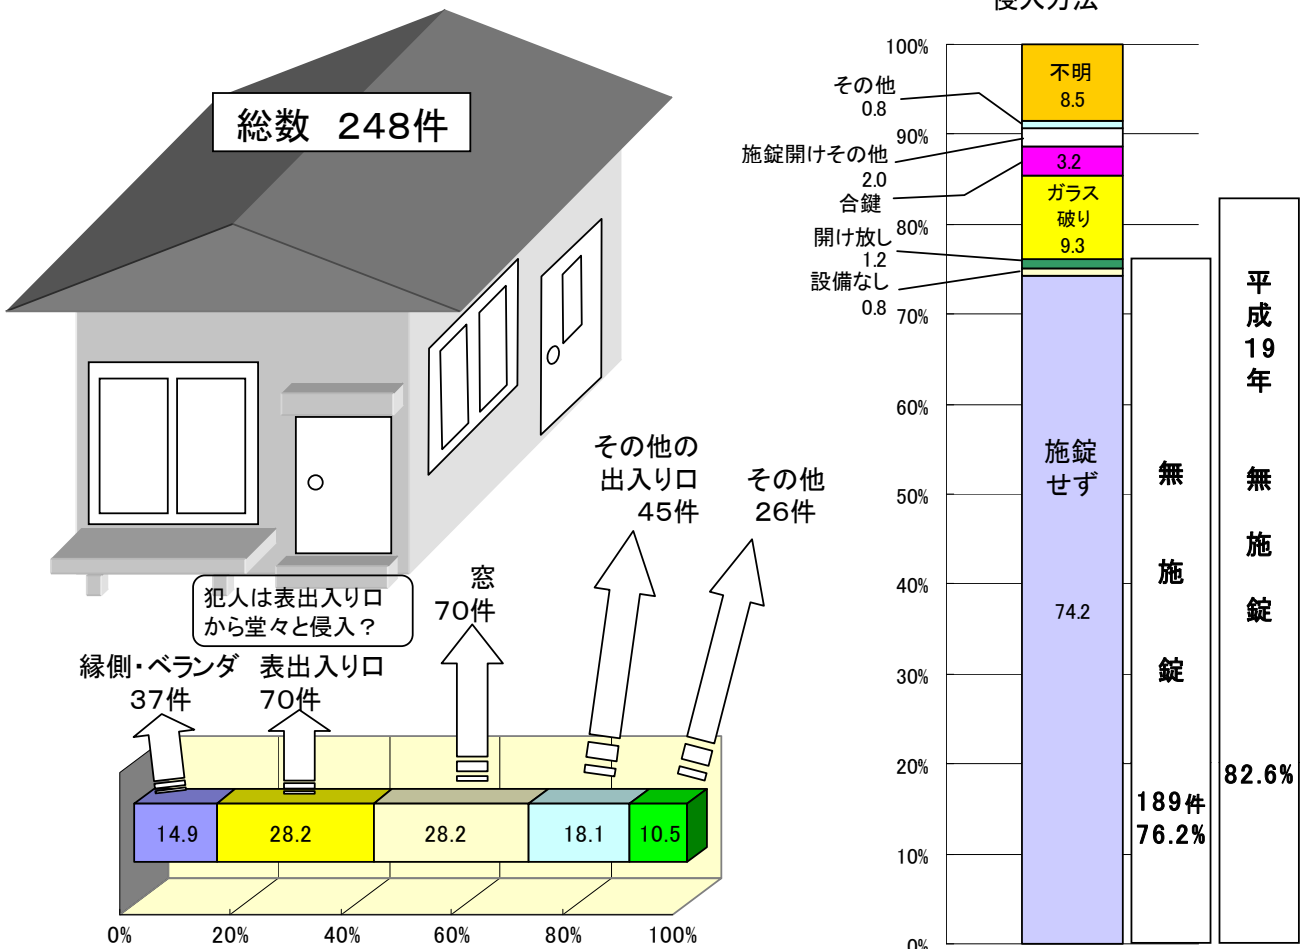 侵入方法
総数 248件
犯人は表出入り口
から堂々と侵入？
縁側・ベランダ
37件
表出入り口
70件
窓
70件
その他の
出入り口
45件
その他
26件
14.9
28.2
28.2
18.1
10.5
0%
20%
40%
60%
80%
100%
100%
90%
80%
70%
60%
50%
40%
30%
20%
10%
0%
その他
0.8
施錠開けその他
2.0
合鍵
開け放し
1.2
設備なし
0.8
不明
8.5
3.2
ガラス
破り
9.3
施錠
せず
74.2
無施錠
189件
76.2%
平成19年 無施錠
82.6%